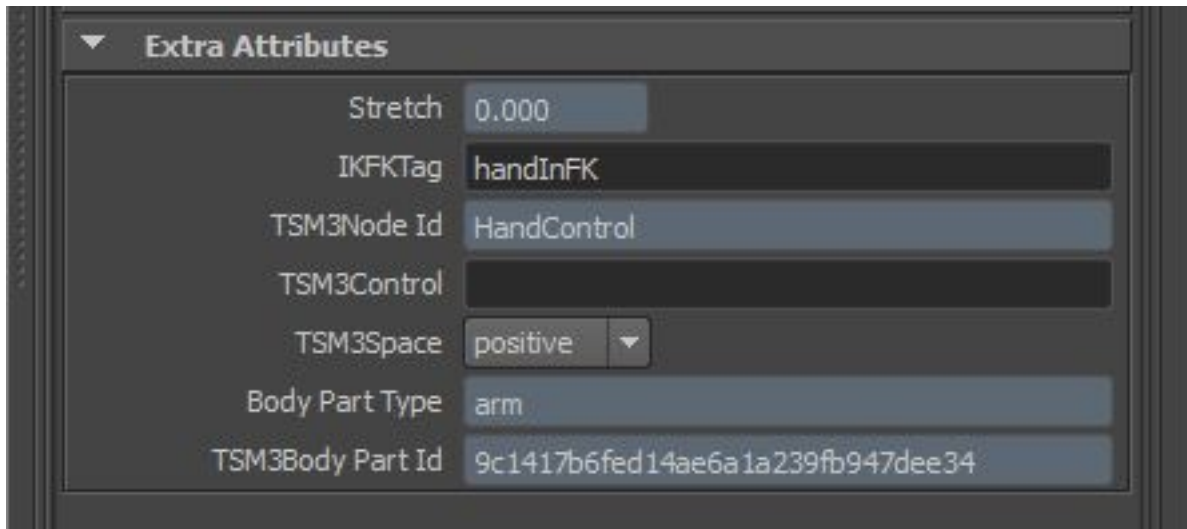 Extra Attributes
Stretch 0.000
IKFKTag handInFK
TSM3Node Id HandControl
TSM3Control
TSM3Space positive
Body Part Type arm
TSM3Body Part Id 9c1417b6fed14ae6a1a239fb947dee34